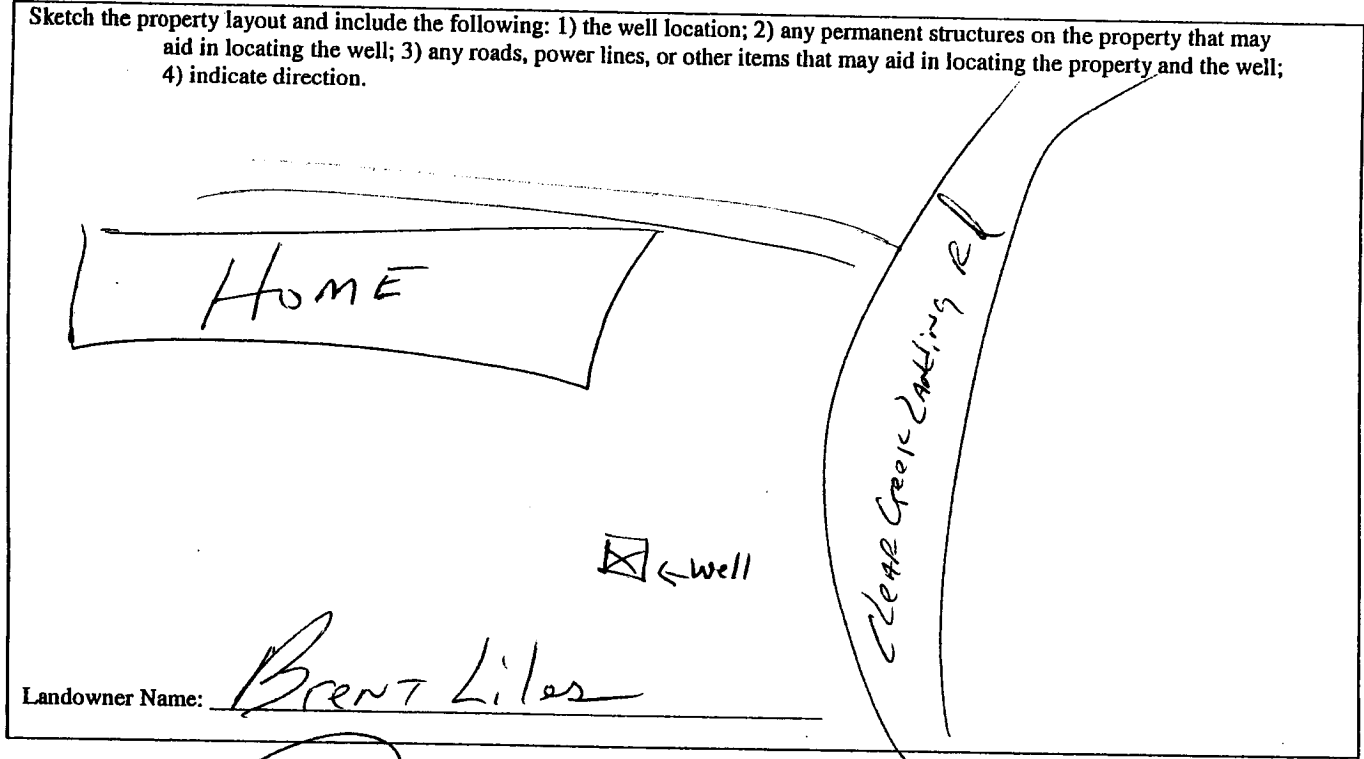 Sketch the property layout and include the following: 1) the well location; 2) any permanent structures on the property that may
aid in locating the well; 3) any roads, power lines, or other items that may aid in locating the property and the well;
4) indicate direction.
HOME
CLEAR Creek LANdiNg Rd
←well
Landowner Name: BreNT Liles